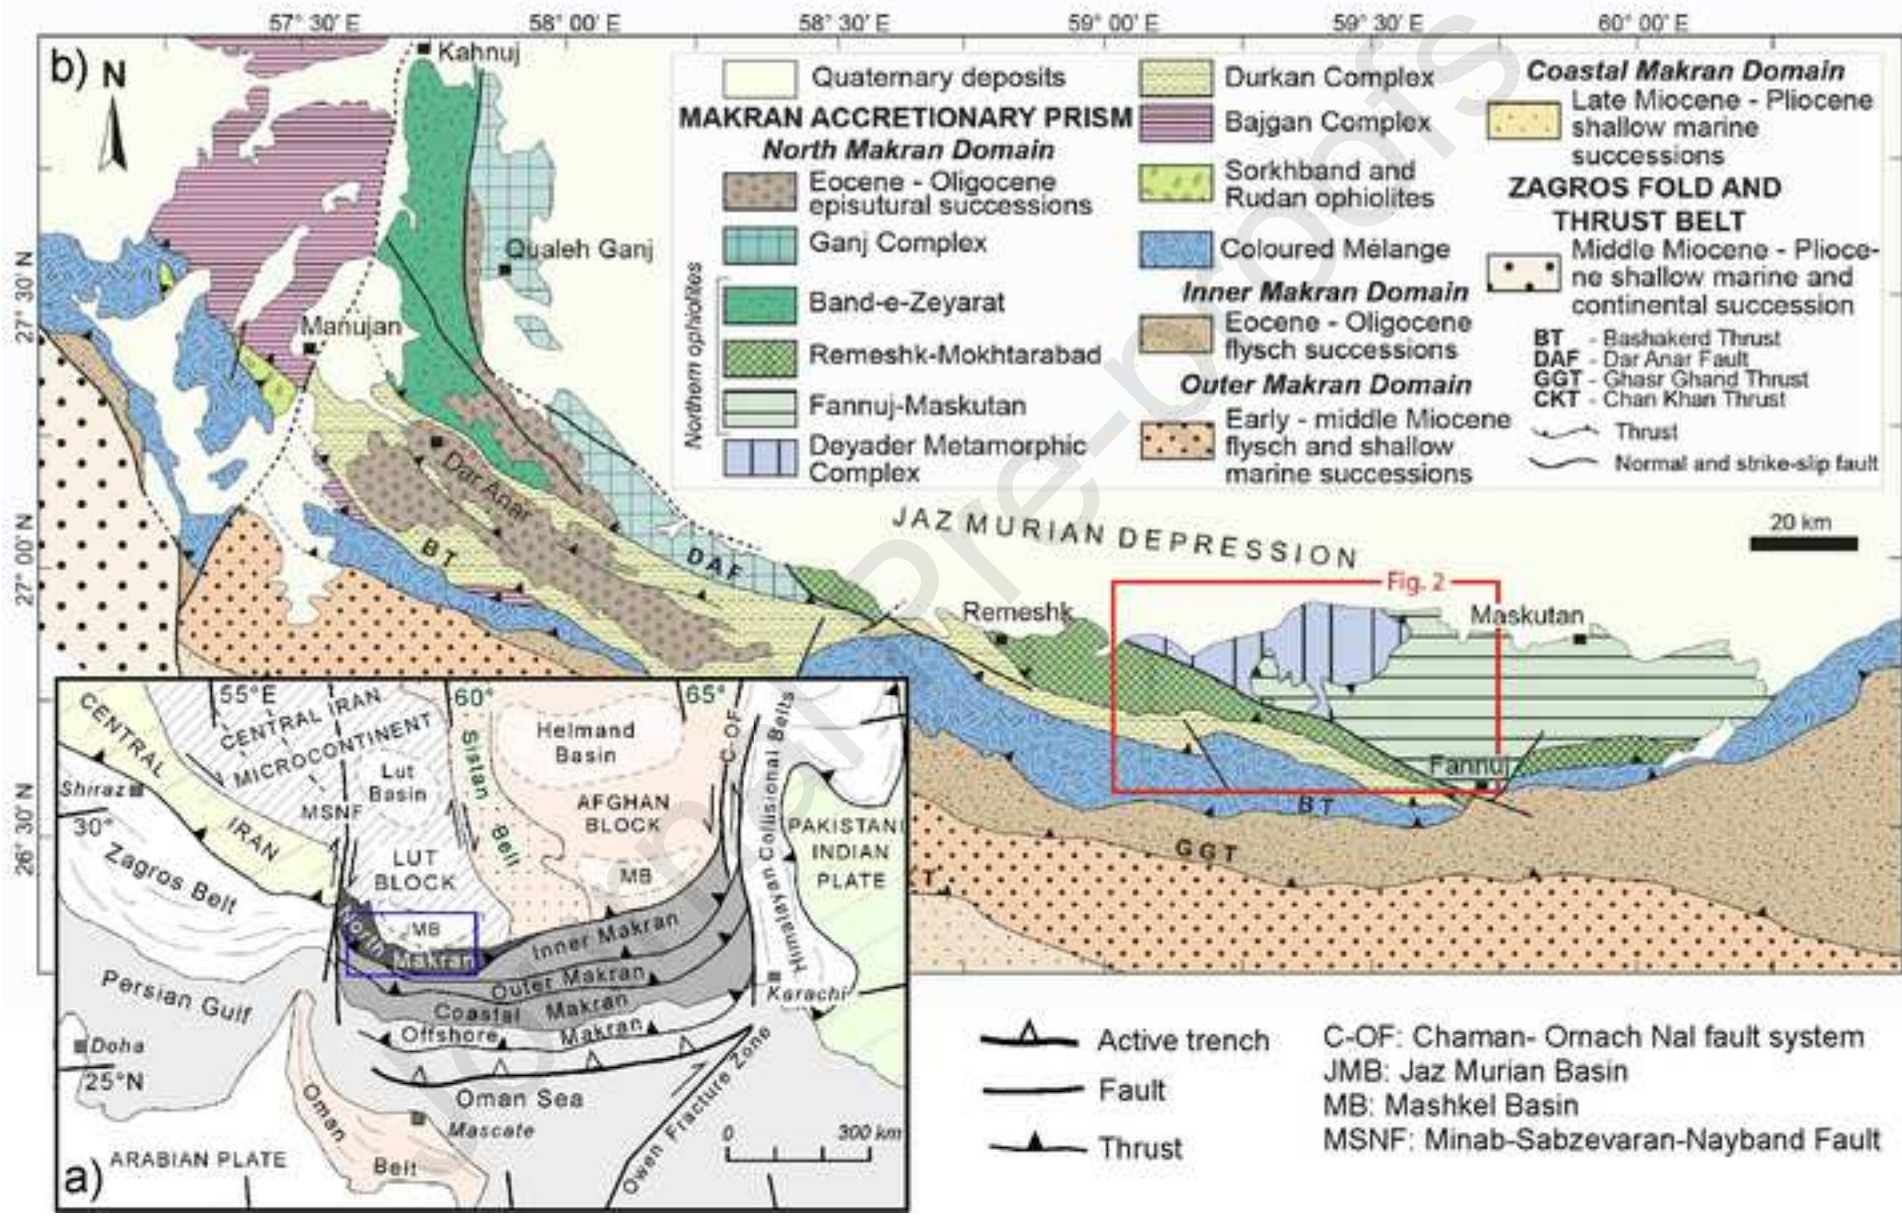 57° 30' E
58° 00' E
58° 30' E
59° 00' E
59° 30' E
60° 00' E
b)
N
Kahnuj
Qualeh Ganj
Manujan
Dar Anar
BT
DAF
JAZ MURIAN DEPRESSION
20 km
Remeshk
Fig. 2
Maskutan
Fannuj
BT
GGT
27° 30' N
27° 00' N
26° 30' N
Quaternary deposits
MAKRAN ACCRETIONARY PRISM
North Makran Domain
Eocene - Oligocene
episutural successions
Ganj Complex
Northern ophiolites
Band-e-Zeyarat
Remeshk-Mokhtarabad
Fannuj-Maskutan
Deyader Metamorphic
Complex
Durkan Complex
Bajgan Complex
Sorkhband and
Rudan ophiolites
Coloured Mélange
Inner Makran Domain
Eocene - Oligocene
flysch successions
Outer Makran Domain
Early - middle Miocene
flysch and shallow
marine successions
Coastal Makran Domain
Late Miocene - Pliocene
shallow marine
successions
ZAGROS FOLD AND
THRUST BELT
Middle Miocene - Plioce-
ne shallow marine and
continental succession
BT - Bashakerd Thrust
DAF - Dar Anar Fault
GGT - Ghasr Ghand Thrust
CKT - Chan Khan Thrust
Thrust
Normal and strike-slip fault
55°E
60°
65°
CENTRAL
IRAN
CENTRAL IRAN
MICROCONTINENT
Lut
Basin
MSNF
LUT
BLOCK
Sistan Belt
Helmand
Basin
AFGHAN
BLOCK
MB
C-OF
Himalayan Collusional Belts
PAKISTANI
INDIAN
PLATE
Shiraz
30°
Zagros Belt
JMB
North
Makran
Inner Makran
Outer Makran
Coastal Makran
Offshore Makran
Karachi
Persian Gulf
Doha
25°N
Oman Sea
Mascate
Oman
Belt
Owen Fracture Zone
ARABIAN PLATE
0 300 km
a)
Active trench
Fault
Thrust
C-OF: Chaman- Ornach Nal fault system
JMB: Jaz Murian Basin
MB: Mashkel Basin
MSNF: Minab-Sabzevaran-Nayband Fault
Journal Pre-proofs